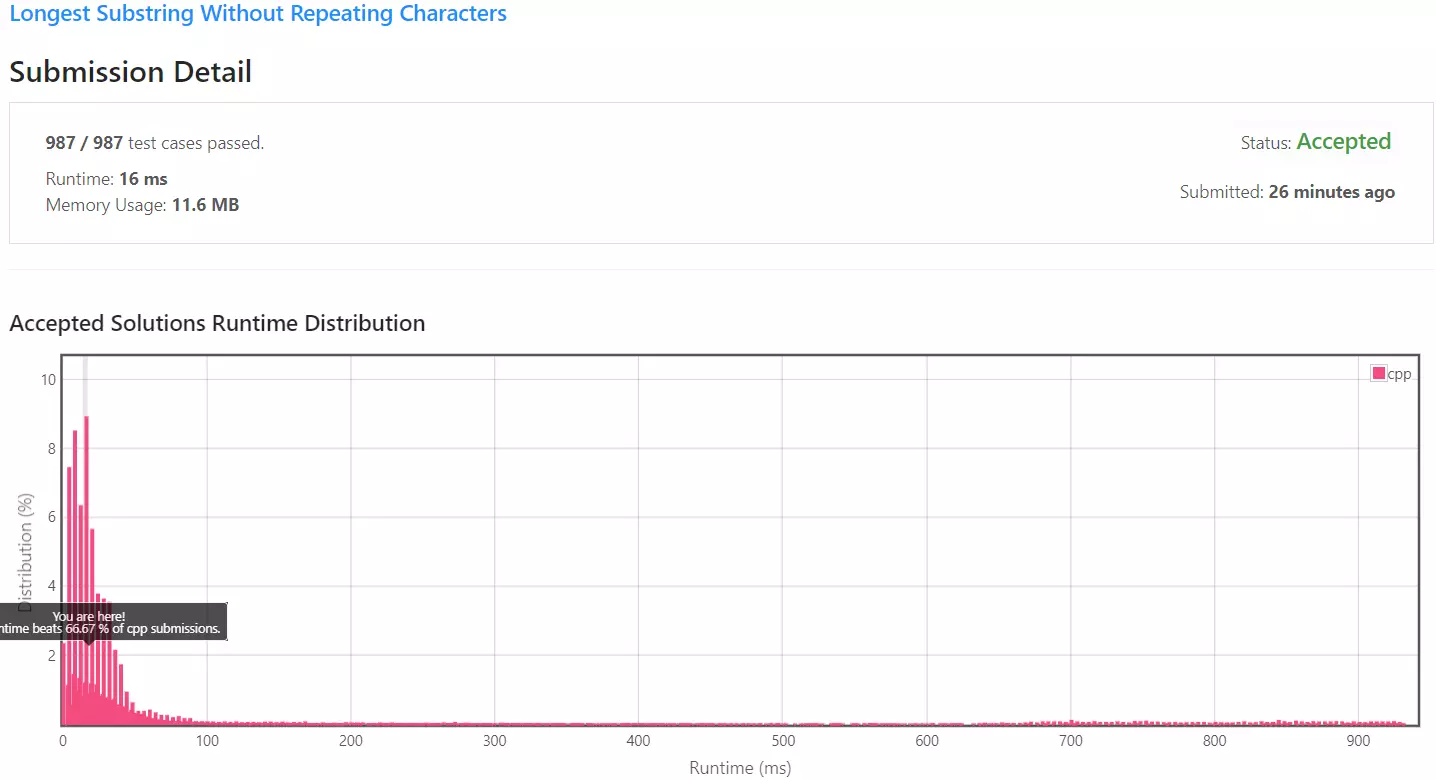 Longest Substring Without Repeating Characters
Submission Detail
987 / 987 test cases passed.
Status: Accepted
Runtime: 16 ms
Memory Usage: 11.6 MB
Submitted: 26 minutes ago
Accepted Solutions Runtime Distribution
cpp
10
8
6
4
2
Distribution (%)
You are here!
ntime beats 66.67 % of cpp submissions.
0 100 200 300 400 500 600 700 800 900
Runtime (ms)